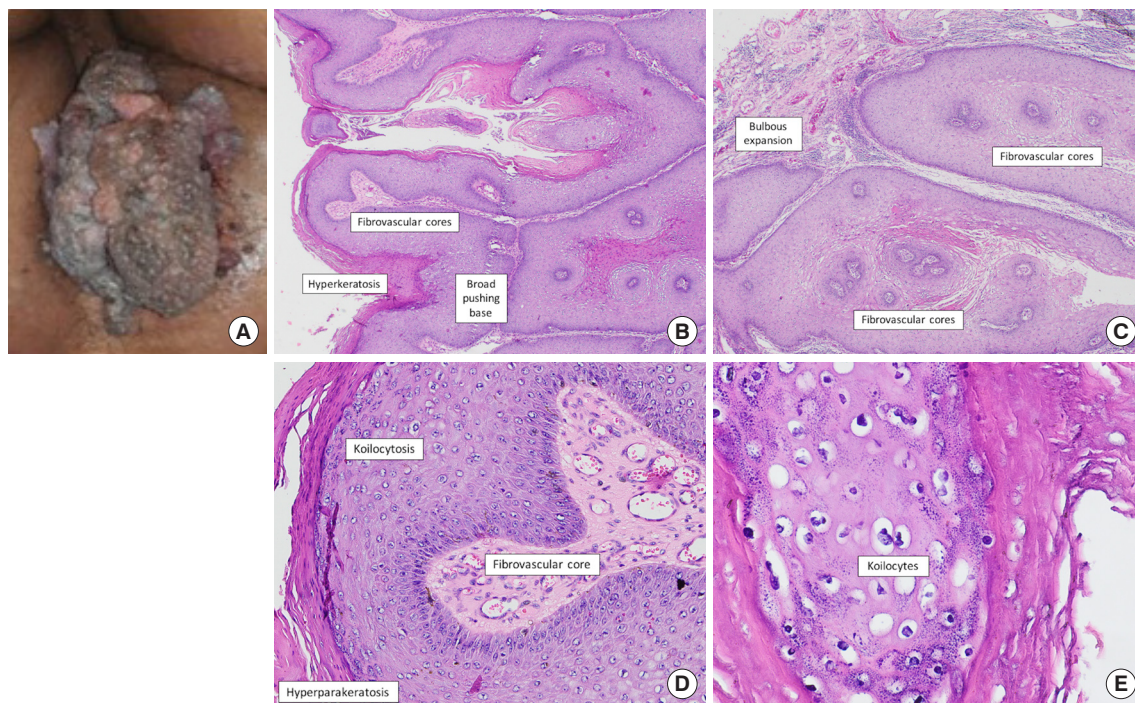 A
Fibrovascular cores
Hyperkeratosis
Broad
pushing
base
B
Bulbous
expansion
Fibrovascular cores
Fibrovascular cores
C
Koilocytosis
Fibrovascular core
Hyperparakeratosis
D
Koilocytes
E